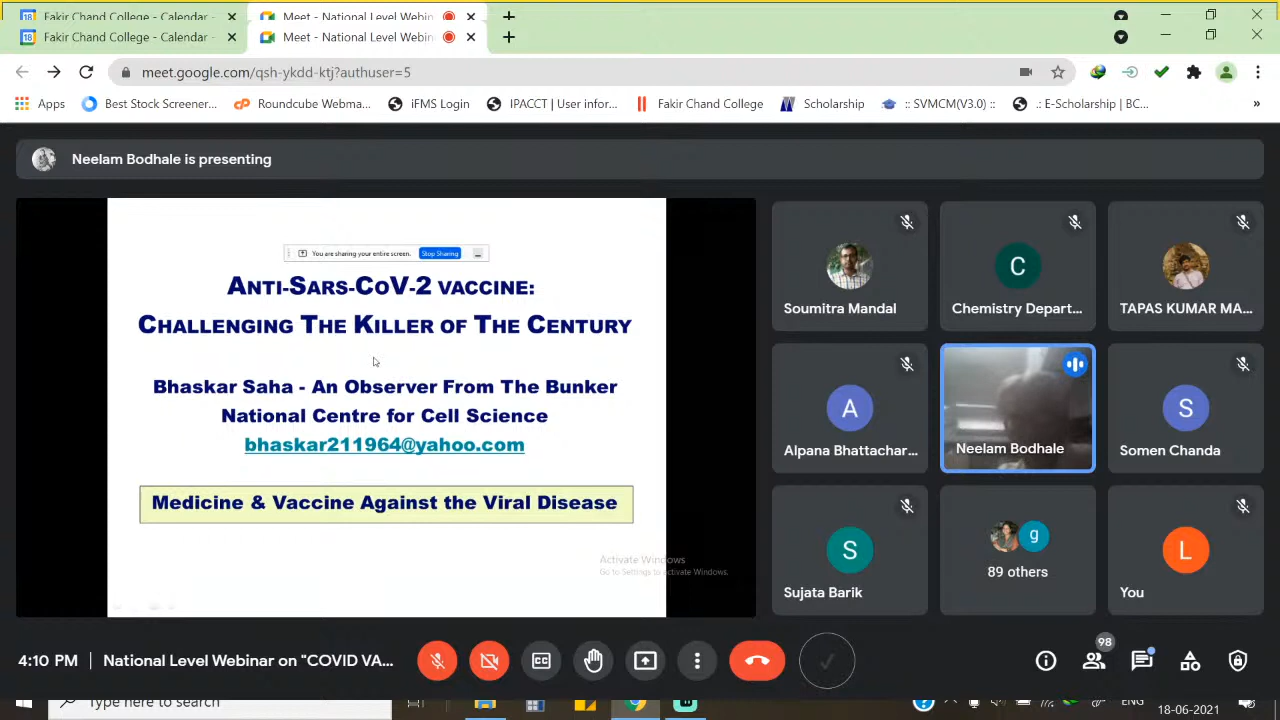 Fakir Chand College - Calendar -
Meet - National Level Webin
Fakir Chand College - Calendar -
Meet - National Level Webin
meet.google.com/qsh-ykdd-ktj?authuser=5
Apps
Best Stock Screener...
Roundcube Webma...
iFMS Login
IPACCT | User infor...
Fakir Chand College
Scholarship
:: SVMCM(V3.0) ::
.: E-Scholarship | BC...
»
Neelam Bodhale is presenting
You are sharing your entire screen.
Stop Sharing
ANTI-SARS-COV-2 VACCINE:
CHALLENGING THE KILLER OF THE CENTURY
Bhaskar Saha - An Observer From The Bunker
National Centre for Cell Science
bhaskar211964@yahoo.com
Medicine & Vaccine Against the Viral Disease
Activate Windows
Go to Settings to Activate Windows.
Soumitra Mandal
C
Chemistry Depart...
TAPAS KUMAR MA...
A
Alpana Bhattachar...
Neelam Bodhale
S
Somen Chanda
S
Sujata Barik
g
89 others
L
You
4:10 PM
National Level Webinar on "COVID VA...
CC
98
Type here to search
ENG
18-06-2021